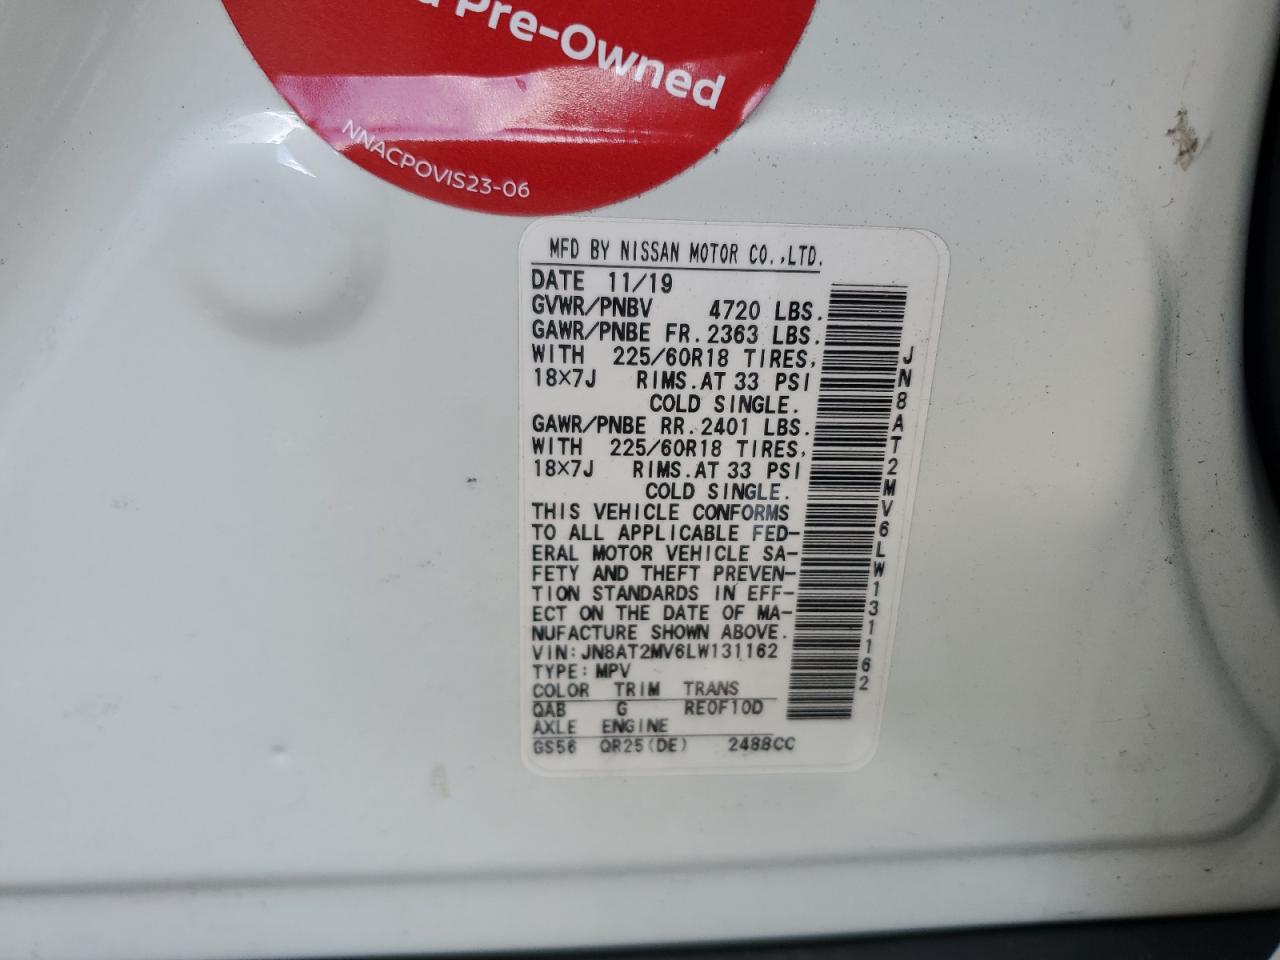 Pre-Owned
NNACPOVIS23-06
MFD BY NISSAN MOTOR CO.,LTD.
DATE 11/19
GVWR/PNBV 4720 LBS.
GAWR/PNBE FR. 2363 LBS.
WITH 225/60R18 TIRES,
18×7J RIMS. AT 33 PSI
COLD SINGLE.
GAWR/PNBE RR. 2401 LBS.
WITH 225/60R18 TIRES,
18×7J RIMS. AT 33 PSI
COLD SINGLE.
THIS VEHICLE CONFORMS
TO ALL APPLICABLE FED-
ERAL MOTOR VEHICLE SA-
FETY AND THEFT PREVEN-
TION STANDARDS IN EFF-
ECT ON THE DATE OF MA-
NUFACTURE SHOWN ABOVE.
VIN: JN8AT2MV6LW131162
TYPE: MPV
COLOR TRIM TRANS
QAB G RE0F10D
AXLE ENGINE
GS56 QR25(DE) 2488CC
JN8AT2MV6LW131162